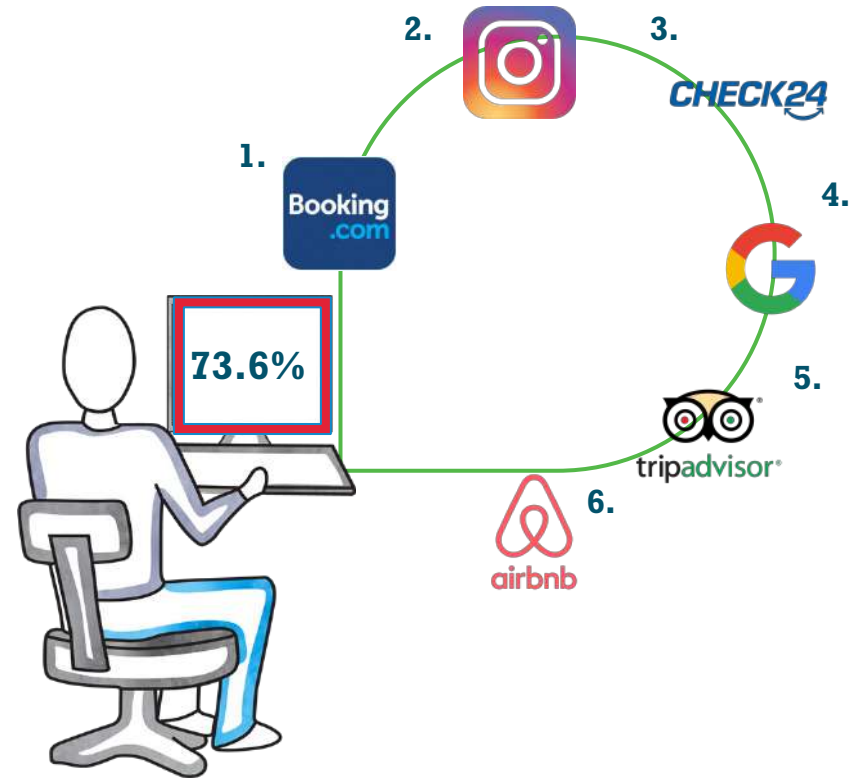 2.
3.
CHECK24
1.
Booking
.com
4.
73.6%
5.
tripadvisor®
6.
airbnb